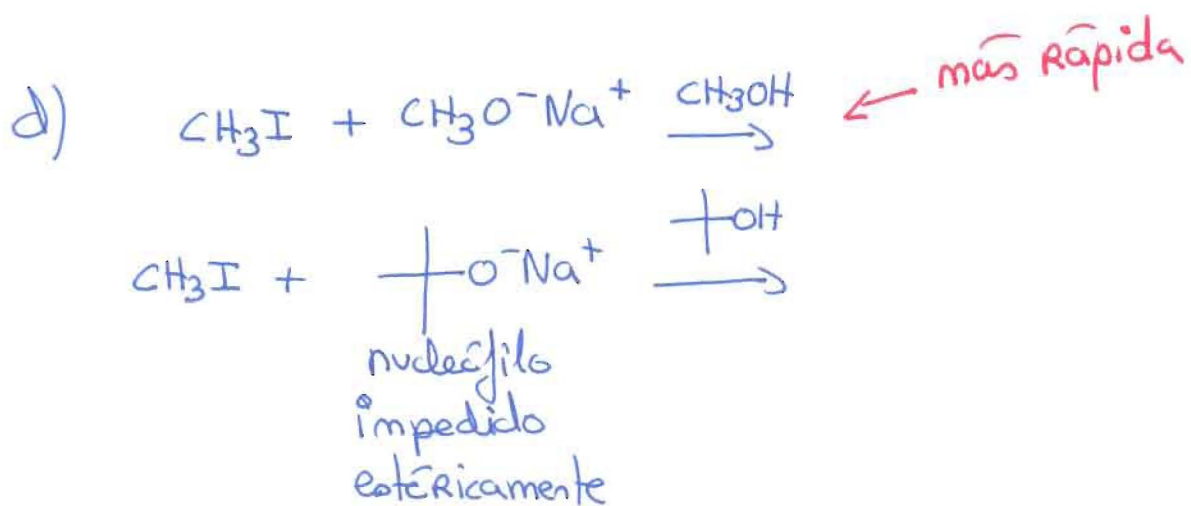 d) CH3I + CH3O⁻Na⁺ CH3OH → ← más Rápida
OH
CH3I + O⁻Na⁺ →
nucleófilo
impedido
estéricamente